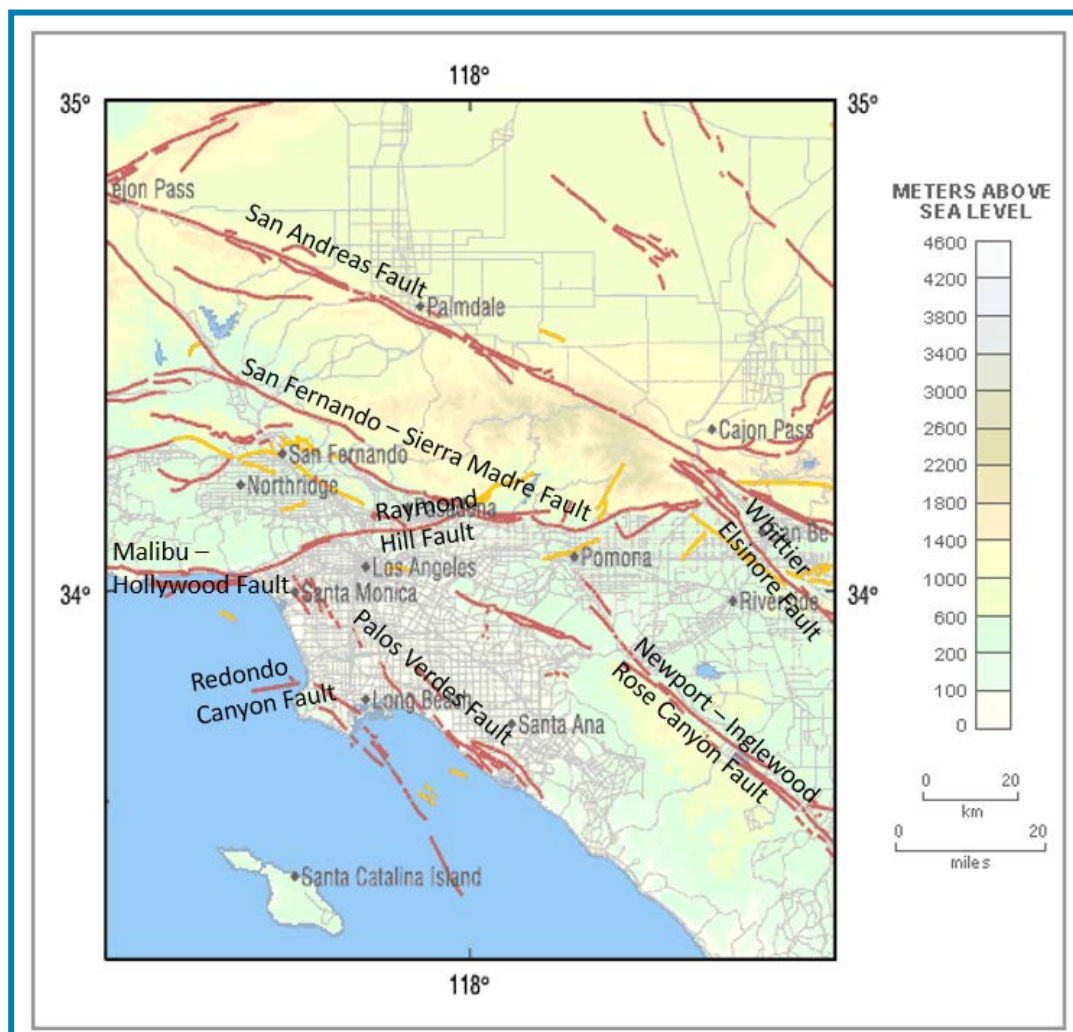 118°
35°
35°
ejon Pass
San Andreas Fault
Palmdale
San Fernando – Sierra Madre Fault
Cajon Pass
San Fernando
Northridge
Raymond
Hill Fault
Whittier
Elsinore Fault
Malibu –
Hollywood Fault
Los Angeles
Pomona
34°
34°
Santa Monica
Riverside
Palos Verdes Fault
Newport – Inglewood
Rose Canyon Fault
Redondo
Canyon Fault
Long Beach
Santa Ana
Santa Catalina Island
118°
METERS ABOVE
SEA LEVEL
4600
4200
3800
3400
3000
2600
2200
1800
1400
1000
600
200
100
0
0 20
km
0 20
miles